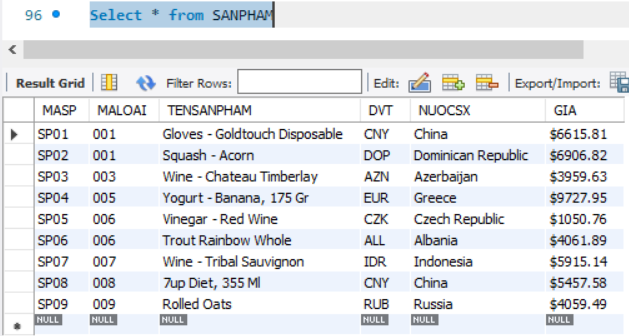 96 Select * from SANPHAM
Result Grid Filter Rows: Edit: Export/Import:
MASP MALOAI TENSANPHAM DVT NUOCSX GIA
SP01 001 Gloves - Goldtouch Disposable CNY China $6615.81
SP02 001 Squash - Acorn DOP Dominican Republic $6906.82
SP03 003 Wine - Chateau Timberlay AZN Azerbaijan $3959.63
SP04 005 Yogurt - Banana, 175 Gr EUR Greece $9727.95
SP05 006 Vinegar - Red Wine CZK Czech Republic $1050.76
SP06 006 Trout Rainbow Whole ALL Albania $4061.89
SP07 007 Wine - Tribal Sauvignon IDR Indonesia $5915.14
SP08 008 7up Diet, 355 Ml CNY China $5457.58
SP09 009 Rolled Oats RUB Russia $4059.49
NULL NULL NULL NULL NULL NULL